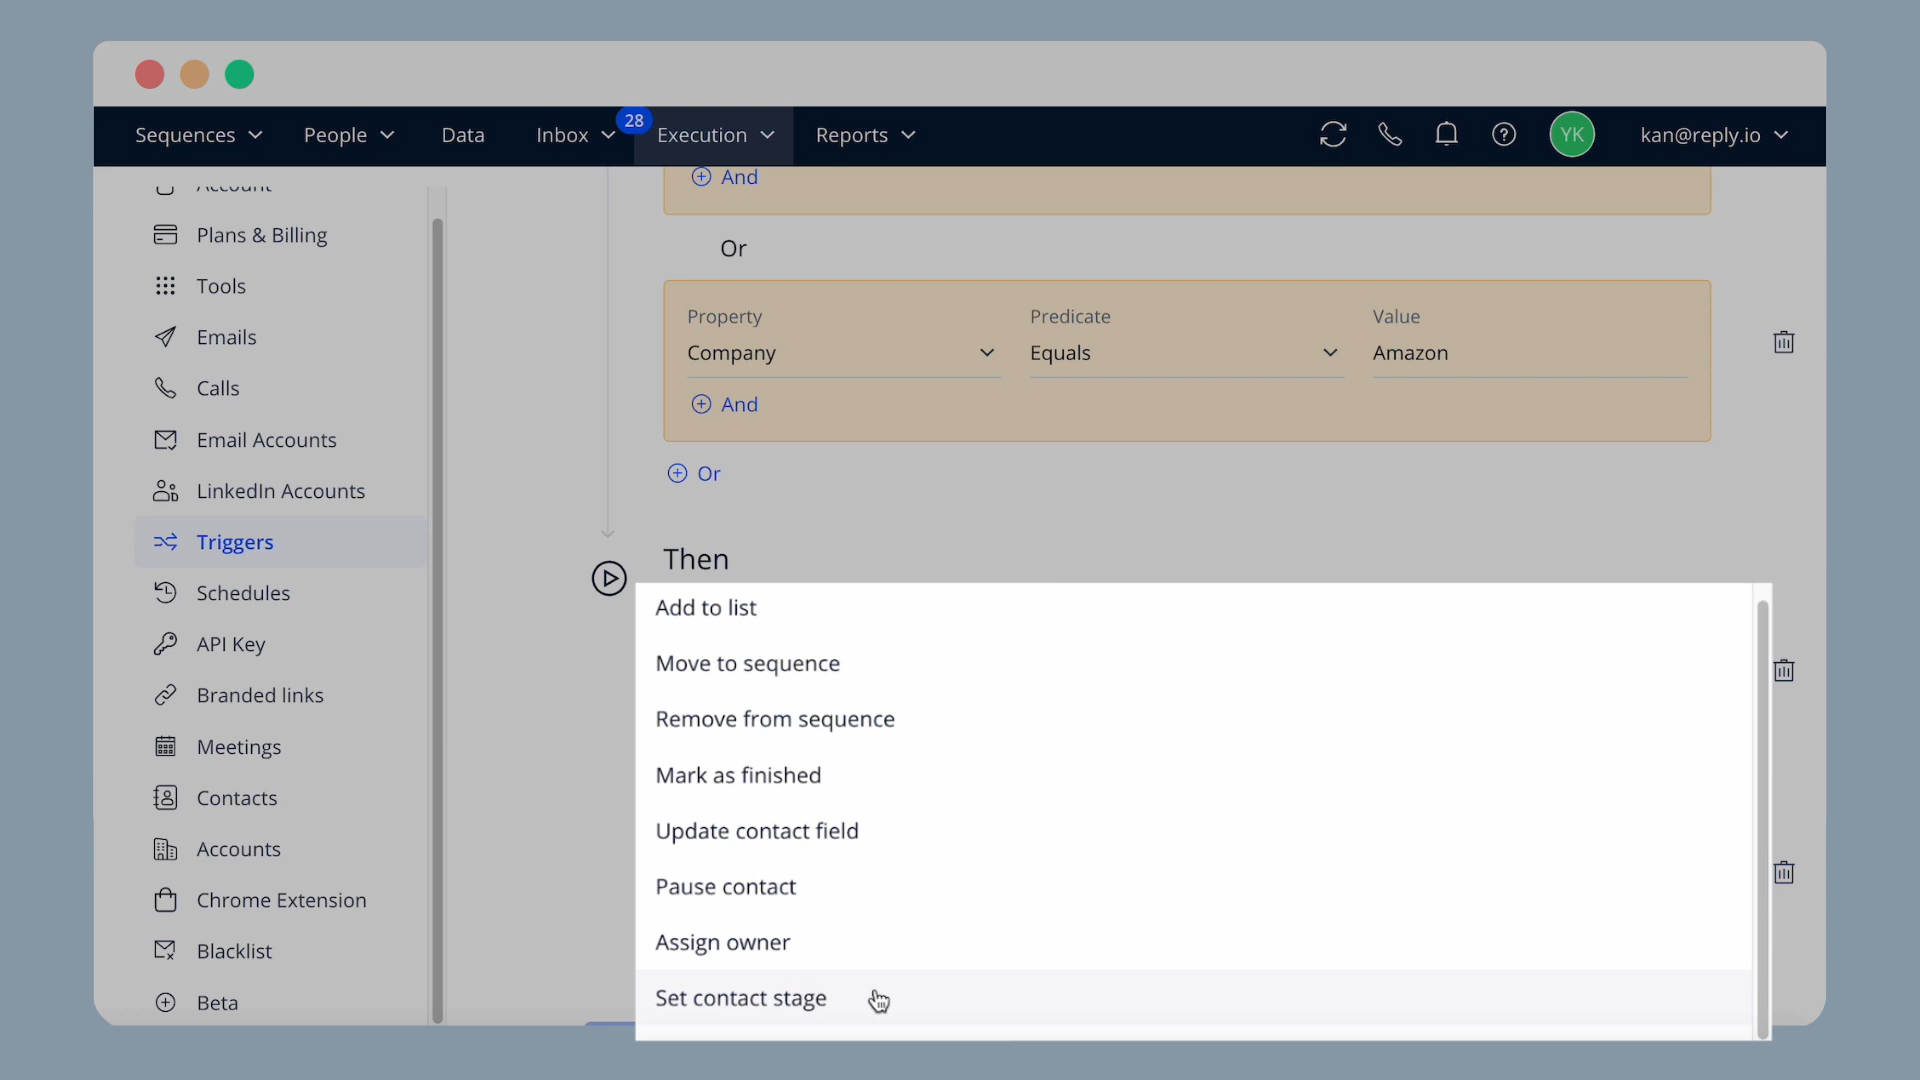 Sequences
People
Data
Inbox
28
Execution
Reports
YK
kan@reply.io
Account
Plans & Billing
Tools
Emails
Calls
Email Accounts
LinkedIn Accounts
Triggers
Schedules
API Key
Branded links
Meetings
Contacts
Accounts
Chrome Extension
Blacklist
Beta
And
Or
Property Predicate Value
Company Equals Amazon
And
Or
Then
Add to list
Move to sequence
Remove from sequence
Mark as finished
Update contact field
Pause contact
Assign owner
Set contact stage